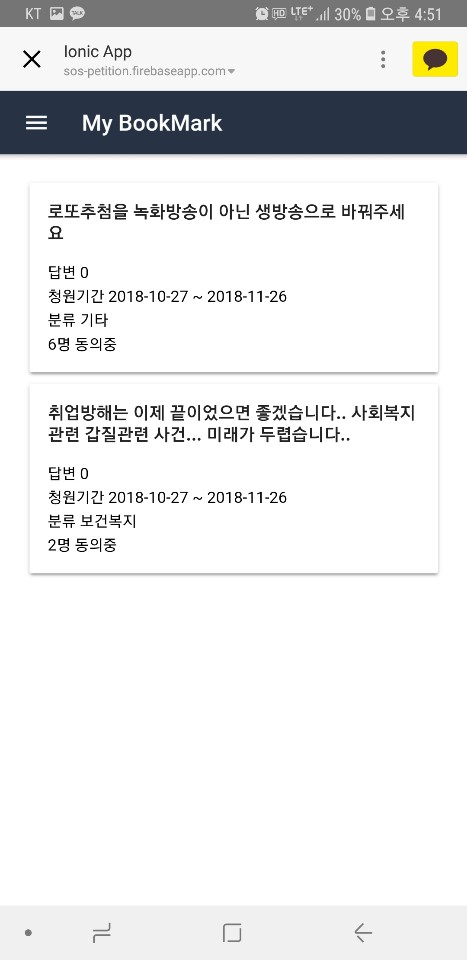 KT TALK HD LTE+ 30% 오후 4:51
Ionic App
sos-petition.firebaseapp.com
My BookMark
로또추첨을 녹화방송이 아닌 생방송으로 바꿔주세
요
답변 0
청원기간 2018-10-27 ~ 2018-11-26
분류 기타
6명 동의중
취업방해는 이제 끝이었으면 좋겠습니다.. 사회복지
관련 갑질관련 사건... 미래가 두렵습니다..
답변 0
청원기간 2018-10-27 ~ 2018-11-26
분류 보건복지
2명 동의중